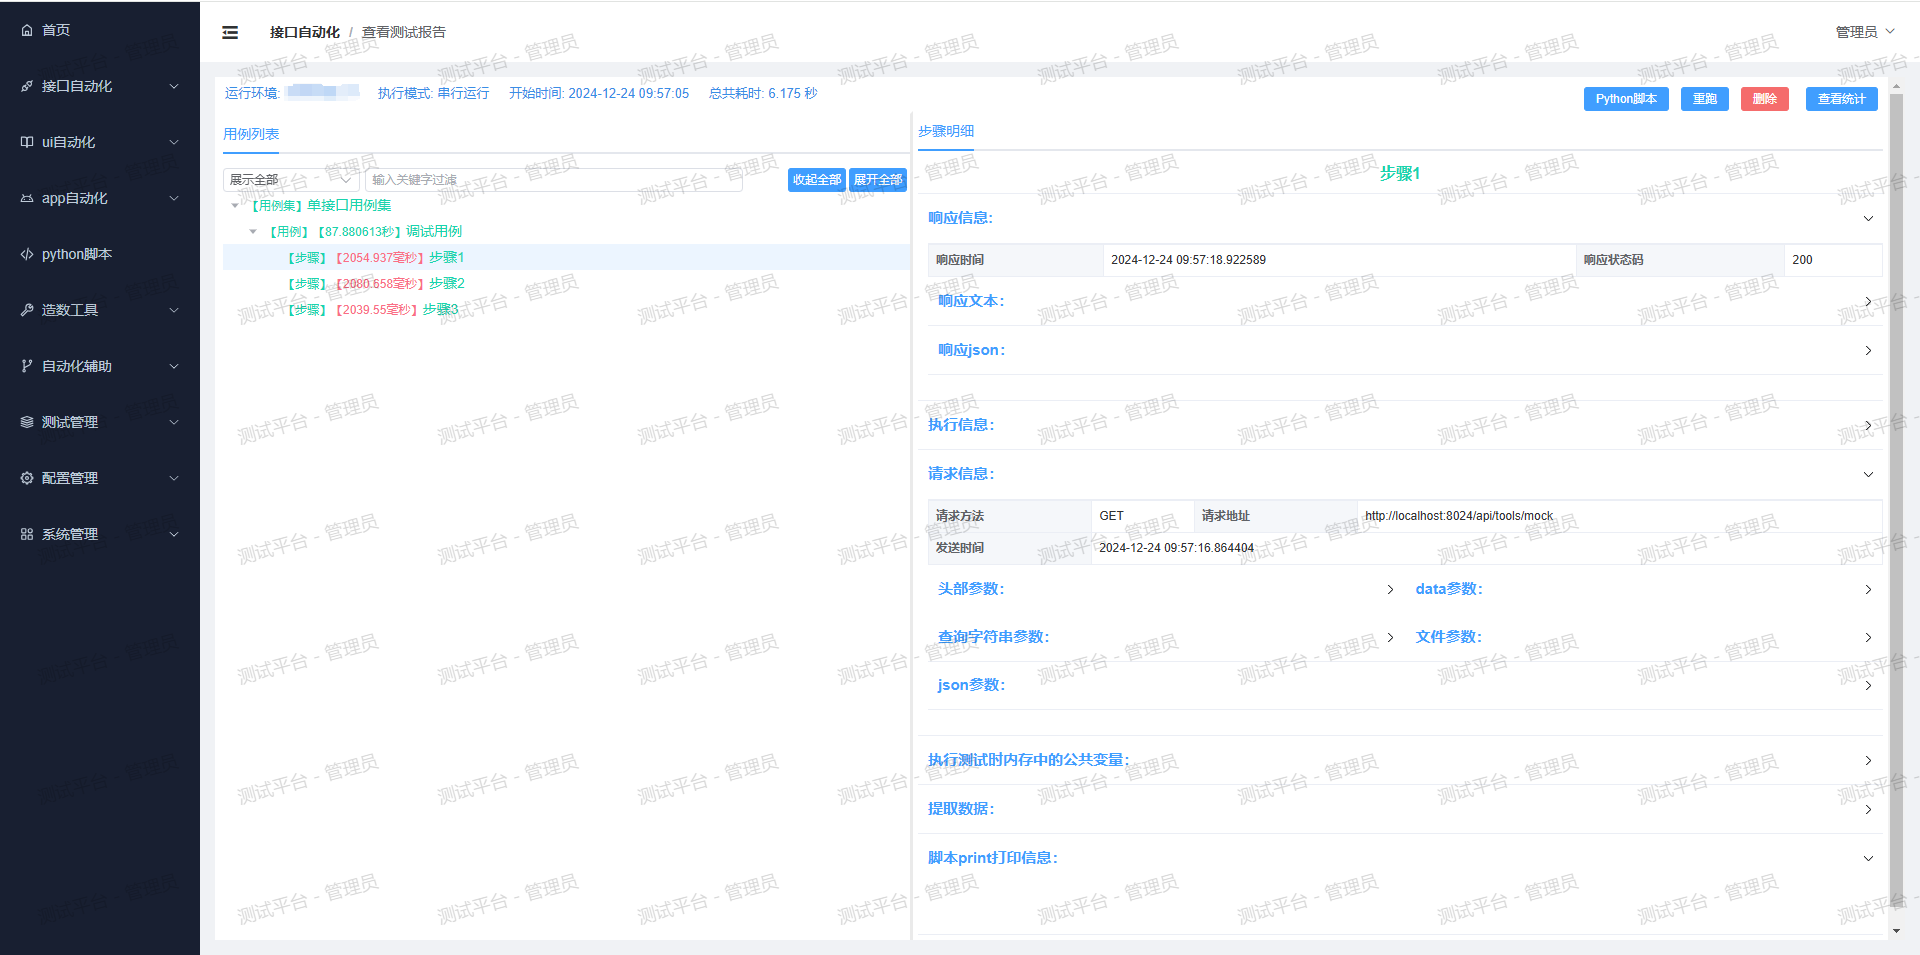 首页
接口自动化
ui自动化
app自动化
python脚本
造数工具
自动化辅助
测试管理
配置管理
系统管理
接口自动化 / 查看测试报告
管理员
运行环境: 执行模式: 串行运行 开始时间: 2024-12-24 09:57:05 总共耗时: 6.175 秒
Python脚本 重跑 删除 查看统计
用例列表
展示全部 输入关键字过滤 收起全部 展开全部
【用例集】单接口用例集
【用例】【87.880613秒】调试用例
【步骤】【2054.937毫秒】步骤1
【步骤】【2080.658毫秒】步骤2
【步骤】【2039.55毫秒】步骤3
步骤明细
步骤1
响应信息：
响应时间 2024-12-24 09:57:18.922589 响应状态码 200
响应文本：
响应json：
执行信息：
请求信息：
请求方法 GET 请求地址 http://localhost:8024/api/tools/mock
发送时间 2024-12-24 09:57:16.864404
头部参数： data参数：
查询字符串参数： 文件参数：
json参数：
执行测试时内存中的公共变量：
提取数据：
脚本print打印信息：
测试平台 - 管理员